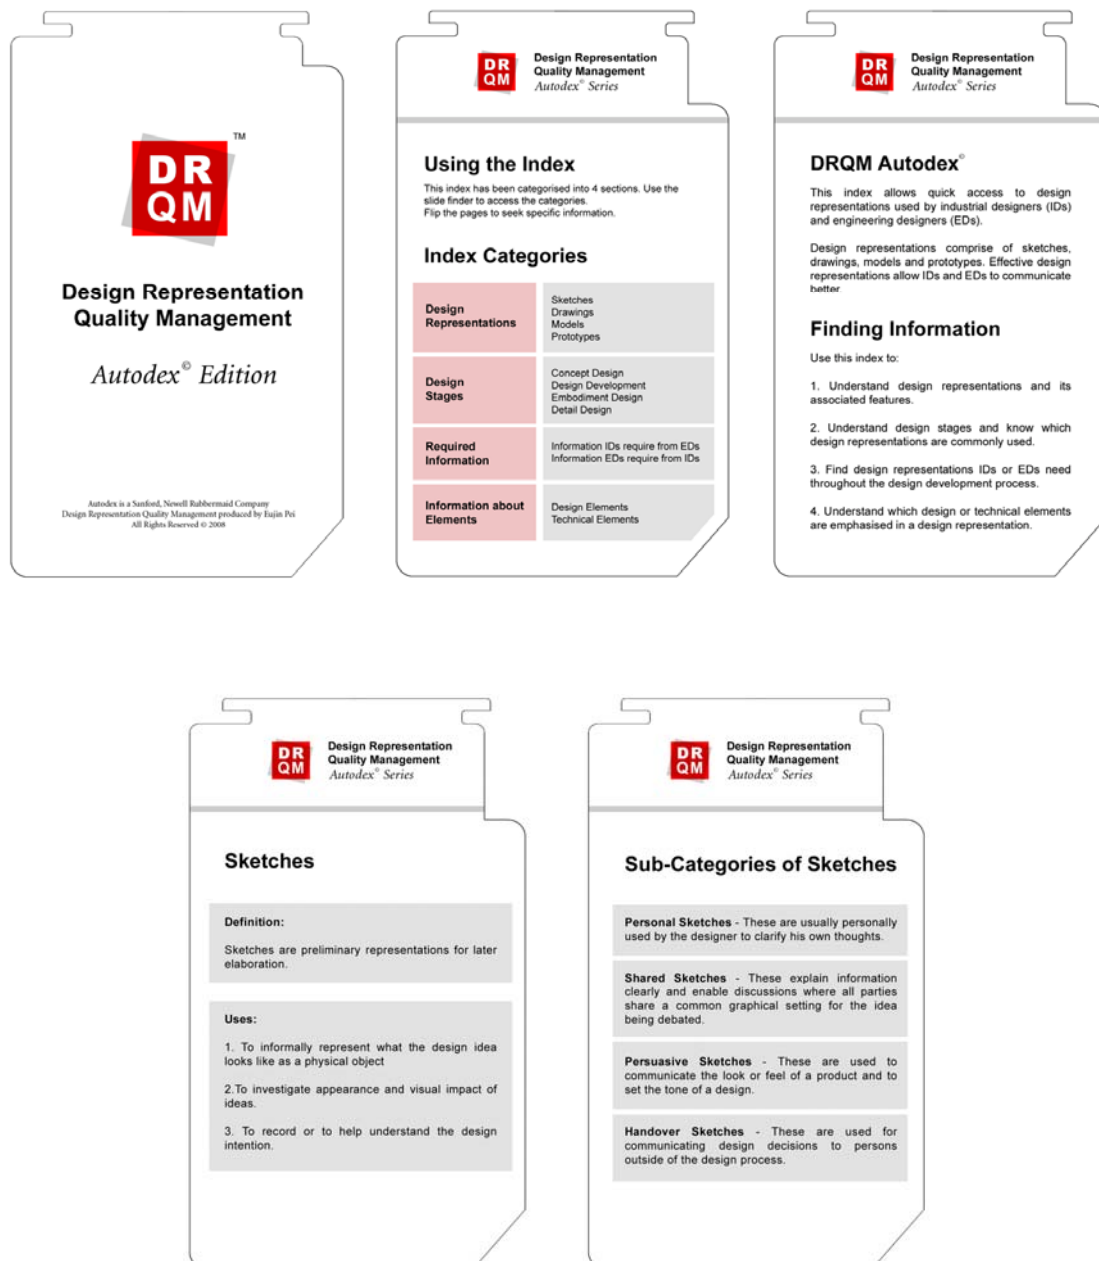 DR
QM
TM
Design Representation
Quality Management
Autodex© Edition
Autodex is a Sanford, Newell Rubbermaid Company
Design Representation Quality Management produced by Eujin Pei
All Rights Reserved © 2008
DR
QM
Design Representation
Quality Management
Autodex© Series
Using the Index
This index has been categorised into 4 sections. Use the
slide finder to access the categories.
Flip the pages to seek specific information.
Index Categories
Design
Representations
Sketches
Drawings
Models
Prototypes
Design
Stages
Concept Design
Design Development
Embodiment Design
Detail Design
Required
Information
Information IDs require from EDs
Information EDs require from IDs
Information about
Elements
Design Elements
Technical Elements
DR
QM
Design Representation
Quality Management
Autodex© Series
DRQM Autodex©
This index allows quick access to design
representations used by industrial designers (IDs)
and engineering designers (EDs).
Design representations comprise of sketches,
drawings, models and prototypes. Effective design
representations allow IDs and EDs to communicate
better.
Finding Information
Use this index to:
1. Understand design representations and its
associated features.
2. Understand design stages and know which
design representations are commonly used.
3. Find design representations IDs or EDs need
throughout the design development process.
4. Understand which design or technical elements
are emphasised in a design representation.
DR
QM
Design Representation
Quality Management
Autodex© Series
Sketches
Definition:
Sketches are preliminary representations for later
elaboration.
Uses:
1. To informally represent what the design idea
looks like as a physical object
2.To investigate appearance and visual impact of
ideas.
3. To record or to help understand the design
intention.
DR
QM
Design Representation
Quality Management
Autodex© Series
Sub-Categories of Sketches
Personal Sketches - These are usually personally
used by the designer to clarify his own thoughts.
Shared Sketches - These explain information
clearly and enable discussions where all parties
share a common graphical setting for the idea
being debated.
Persuasive Sketches - These are used to
communicate the look or feel of a product and to
set the tone of a design.
Handover Sketches - These are used for
communicating design decisions to persons
outside of the design process.